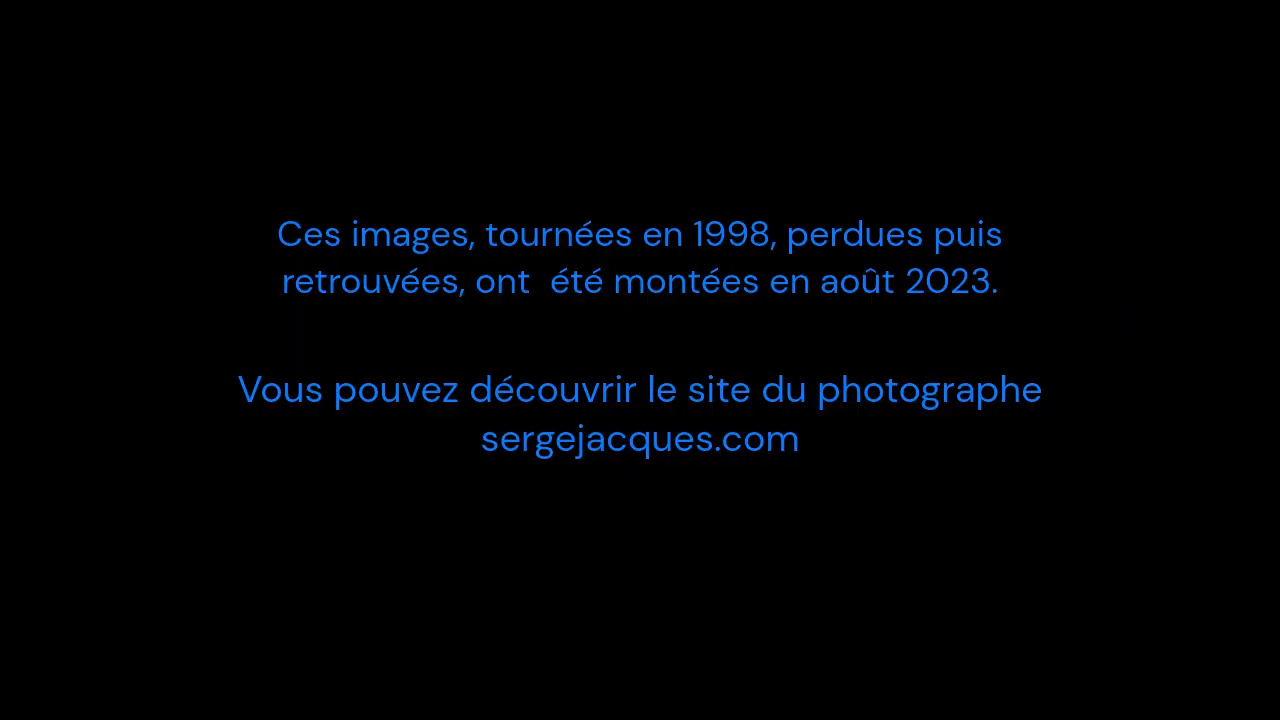 Ces images, tournées en 1998, perdues puis
retrouvées, ont  été montées en août 2023.
Vous pouvez découvrir le site du photographe
sergejacques.com